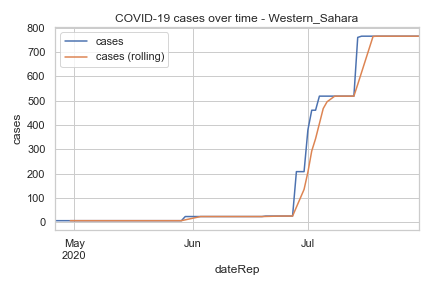 COVID-19 cases over time - Western_Sahara
cases
cases (rolling)
800
700
600
500
400
300
200
100
0
cases
May
2020
Jun
Jul
dateRep